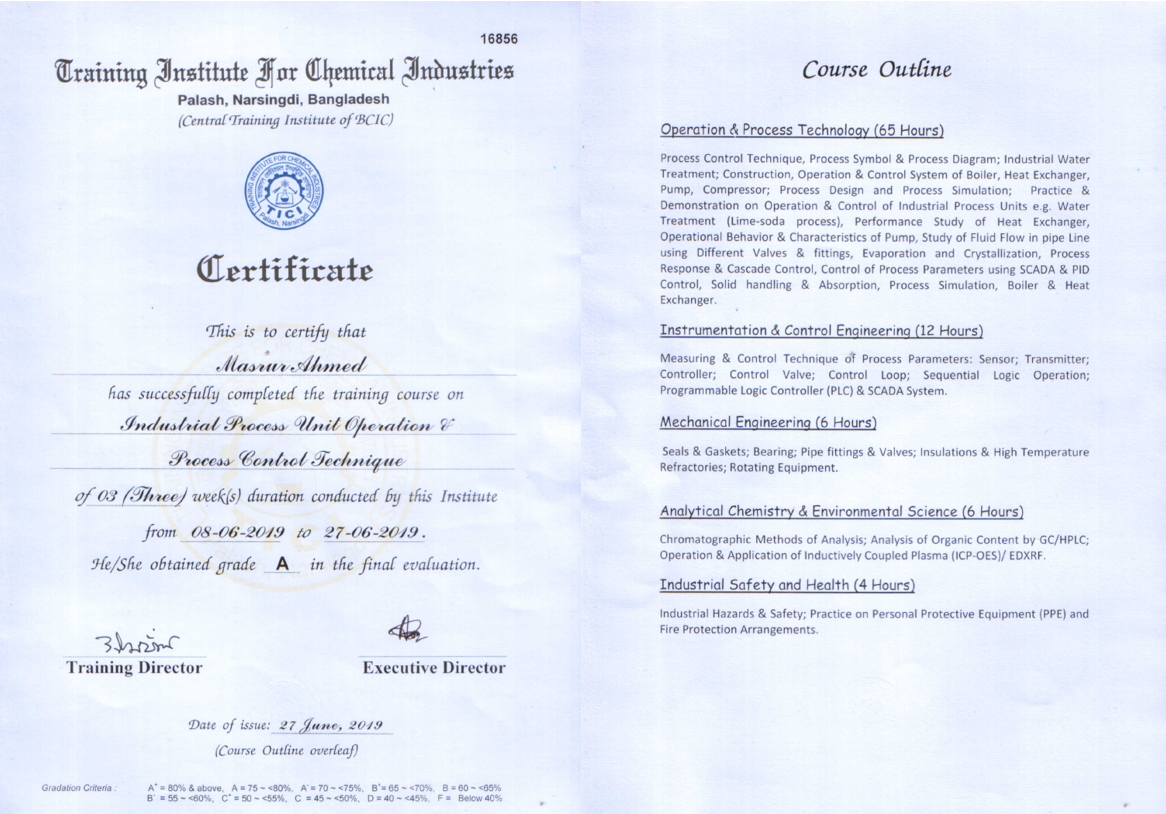 16856
Training Institute For Chemical Industries
Palash, Narsingdi, Bangladesh
(Central Training Institute of BCIC)
TRAINING INSTITUTE FOR CHEMICAL INDUSTRIES
TICI
Palash, Narsingdi
Certificate
This is to certify that
Masrur Ahmed
has successfully completed the training course on
Industrial Process Unit Operation &
Process Control Technique
of 03 (Three) week(s) duration conducted by this Institute
from 08-06-2019 to 27-06-2019.
He/She obtained grade A in the final evaluation.
Training Director
Executive Director
Date of issue: 27 June, 2019
(Course Outline overleaf)
Gradation Criteria : A⁺ = 80% & above, A = 75 ~ <80%, A⁻= 70 ~ <75%, B⁺= 65 ~ <70%, B = 60 ~ <65%
B⁻ = 55 ~ <60%, C⁺ = 50 ~ <55%, C = 45 ~ <50%, D = 40 ~ <45%, F = Below 40%
Course Outline
Operation & Process Technology (65 Hours)
Process Control Technique, Process Symbol & Process Diagram; Industrial Water
Treatment; Construction, Operation & Control System of Boiler, Heat Exchanger,
Pump, Compressor; Process Design and Process Simulation; Practice &
Demonstration on Operation & Control of Industrial Process Units e.g. Water
Treatment (Lime-soda process), Performance Study of Heat Exchanger,
Operational Behavior & Characteristics of Pump, Study of Fluid Flow in pipe Line
using Different Valves & fittings, Evaporation and Crystallization, Process
Response & Cascade Control, Control of Process Parameters using SCADA & PID
Control, Solid handling & Absorption, Process Simulation, Boiler & Heat
Exchanger.
Instrumentation & Control Engineering (12 Hours)
Measuring & Control Technique of Process Parameters: Sensor; Transmitter;
Controller; Control Valve; Control Loop; Sequential Logic Operation;
Programmable Logic Controller (PLC) & SCADA System.
Mechanical Engineering (6 Hours)
Seals & Gaskets; Bearing; Pipe fittings & Valves; Insulations & High Temperature
Refractories; Rotating Equipment.
Analytical Chemistry & Environmental Science (6 Hours)
Chromatographic Methods of Analysis; Analysis of Organic Content by GC/HPLC;
Operation & Application of Inductively Coupled Plasma (ICP-OES)/ EDXRF.
Industrial Safety and Health (4 Hours)
Industrial Hazards & Safety; Practice on Personal Protective Equipment (PPE) and
Fire Protection Arrangements.